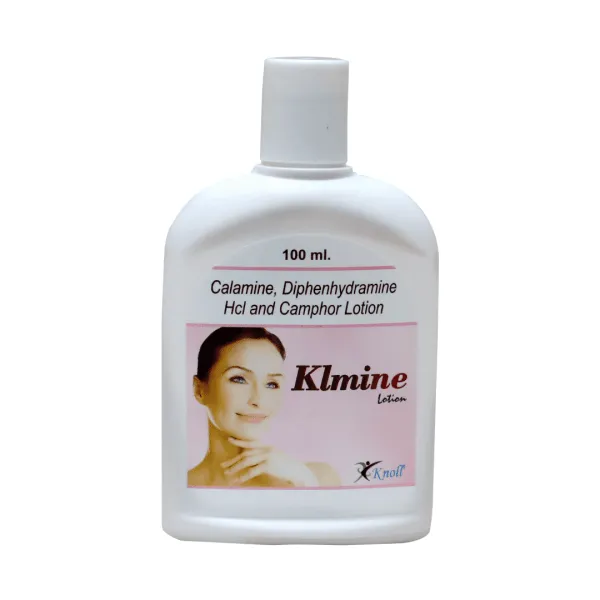 100 ml.
Calamine, Diphenhydramine
Hcl and Camphor Lotion
Klmine
Lotion
Knoll